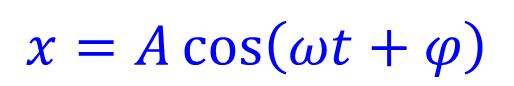 x = A cos(ωt + φ)